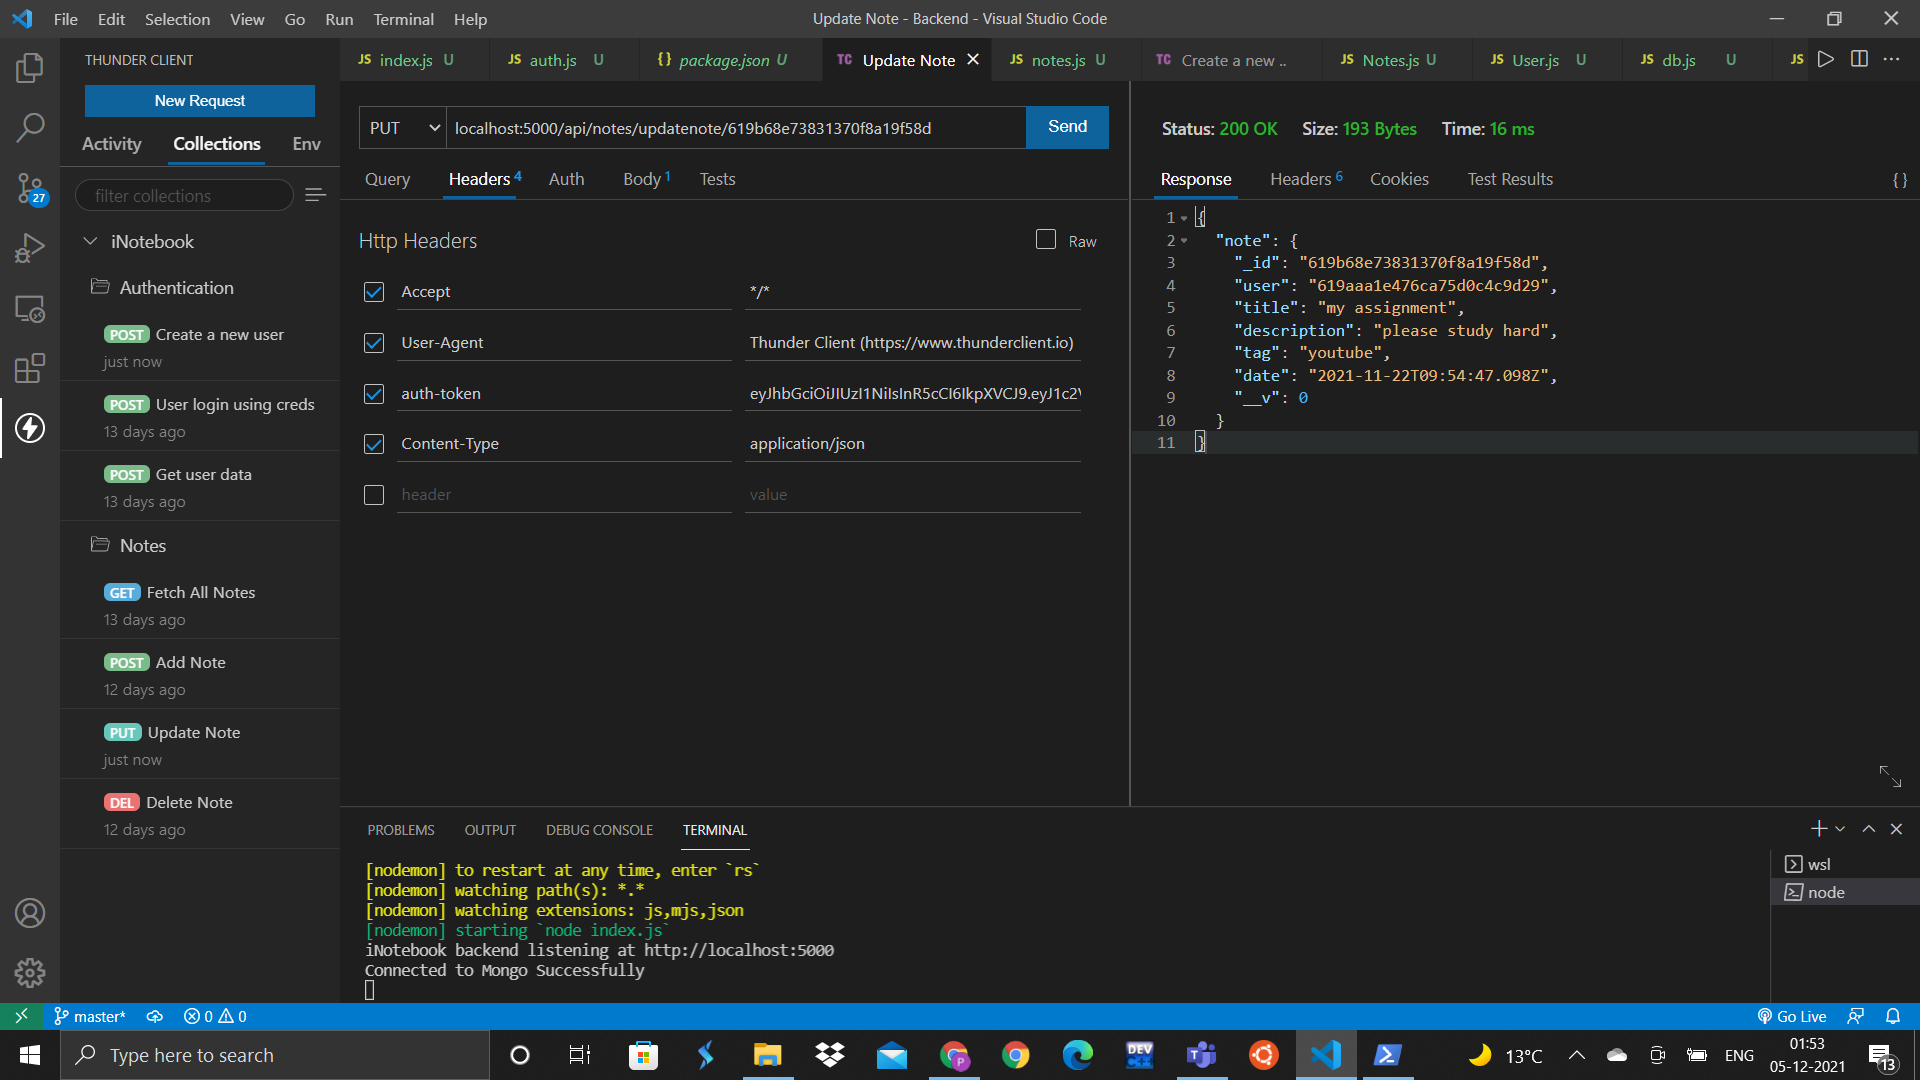 File Edit Selection View Go Run Terminal Help
Update Note - Backend - Visual Studio Code
THUNDER CLIENT
New Request
Activity Collections Env
filter collections
iNotebook
Authentication
POST Create a new user
just now
POST User login using creds
13 days ago
POST Get user data
13 days ago
Notes
GET Fetch All Notes
13 days ago
POST Add Note
12 days ago
PUT Update Note
just now
DEL Delete Note
12 days ago
27
JS index.js U
JS auth.js U
{} package.json U
TC Update Note
JS notes.js U
TC Create a new ..
JS Notes.js U
JS User.js U
JS db.js U
JS
PUT localhost:5000/api/notes/updatenote/619b68e73831370f8a19f58d Send
Query Headers 4 Auth Body 1 Tests
Http Headers Raw
Accept */*
User-Agent Thunder Client (https://www.thunderclient.io)
auth-token
Content-Type application/json
header value
Status: 200 OK Size: 193 Bytes Time: 16 ms
Response Headers 6 Cookies Test Results {}
1 {
2 "note": {
3 "_id": "619b68e73831370f8a19f58d",
4 "user": "619aaa1e476ca75d0c4c9d29",
5 "title": "my assignment",
6 "description": "please study hard",
7 "tag": "youtube",
8 "date": "2021-11-22T09:54:47.098Z",
9 "__v": 0
10 }
11 }
PROBLEMS OUTPUT DEBUG CONSOLE TERMINAL
[nodemon] to restart at any time, enter `rs`
[nodemon] watching path(s): *.*
[nodemon] watching extensions: js,mjs,json
[nodemon] starting `node index.js`
iNotebook backend listening at http://localhost:5000
Connected to Mongo Successfully
wsl
node
master* 0 0
Go Live
Type here to search
DEV C++
13°C
ENG
01:53
05-12-2021
13